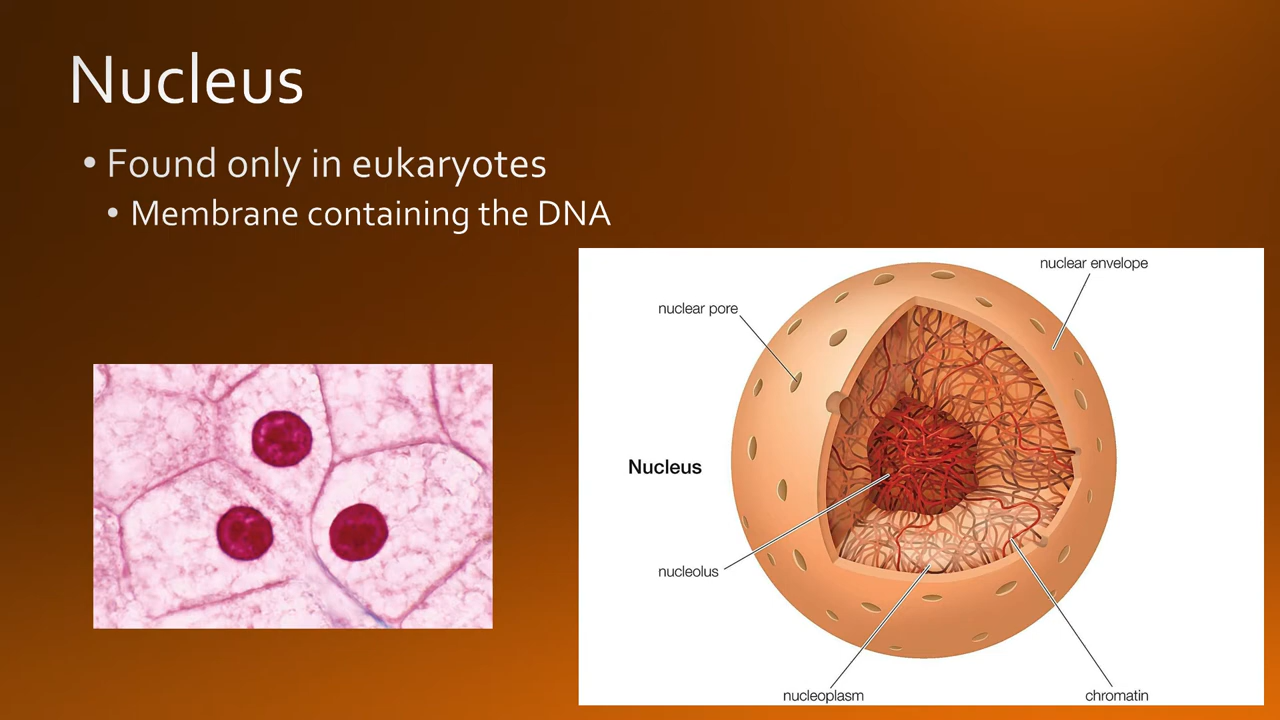 Nucleus
• Found only in eukaryotes
• Membrane containing the DNA
nuclear envelope
nuclear pore
Nucleus
nucleolus
nucleoplasm
chromatin